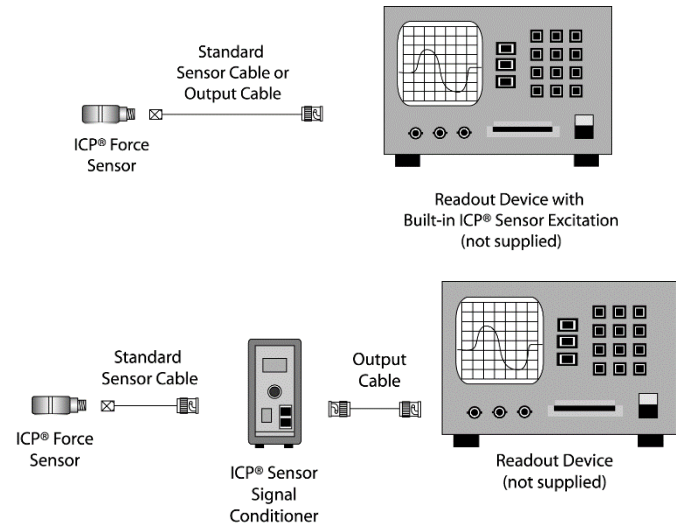 Standard
Sensor Cable or
Output Cable
ICP® Force
Sensor
Readout Device with
Built-in ICP® Sensor Excitation
(not supplied)
Standard
Sensor Cable
Output
Cable
ICP® Force
Sensor
ICP® Sensor
Signal
Conditioner
Readout Device
(not supplied)